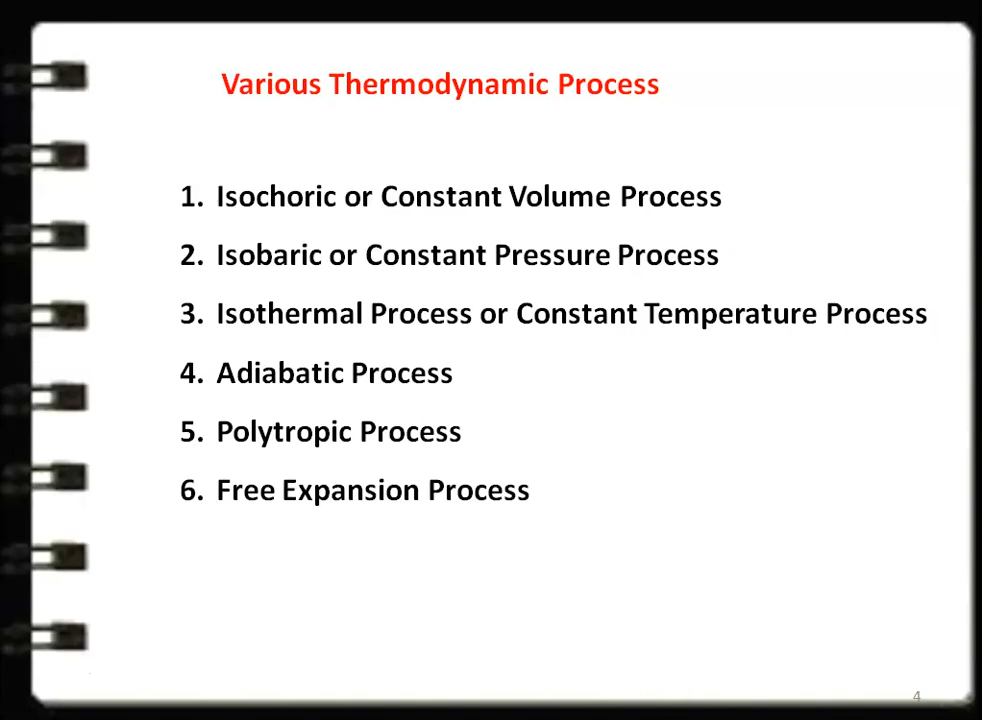 Various Thermodynamic Process
1. Isochoric or Constant Volume Process
2. Isobaric or Constant Pressure Process
3. Isothermal Process or Constant Temperature Process
4. Adiabatic Process
5. Polytropic Process
6. Free Expansion Process
4